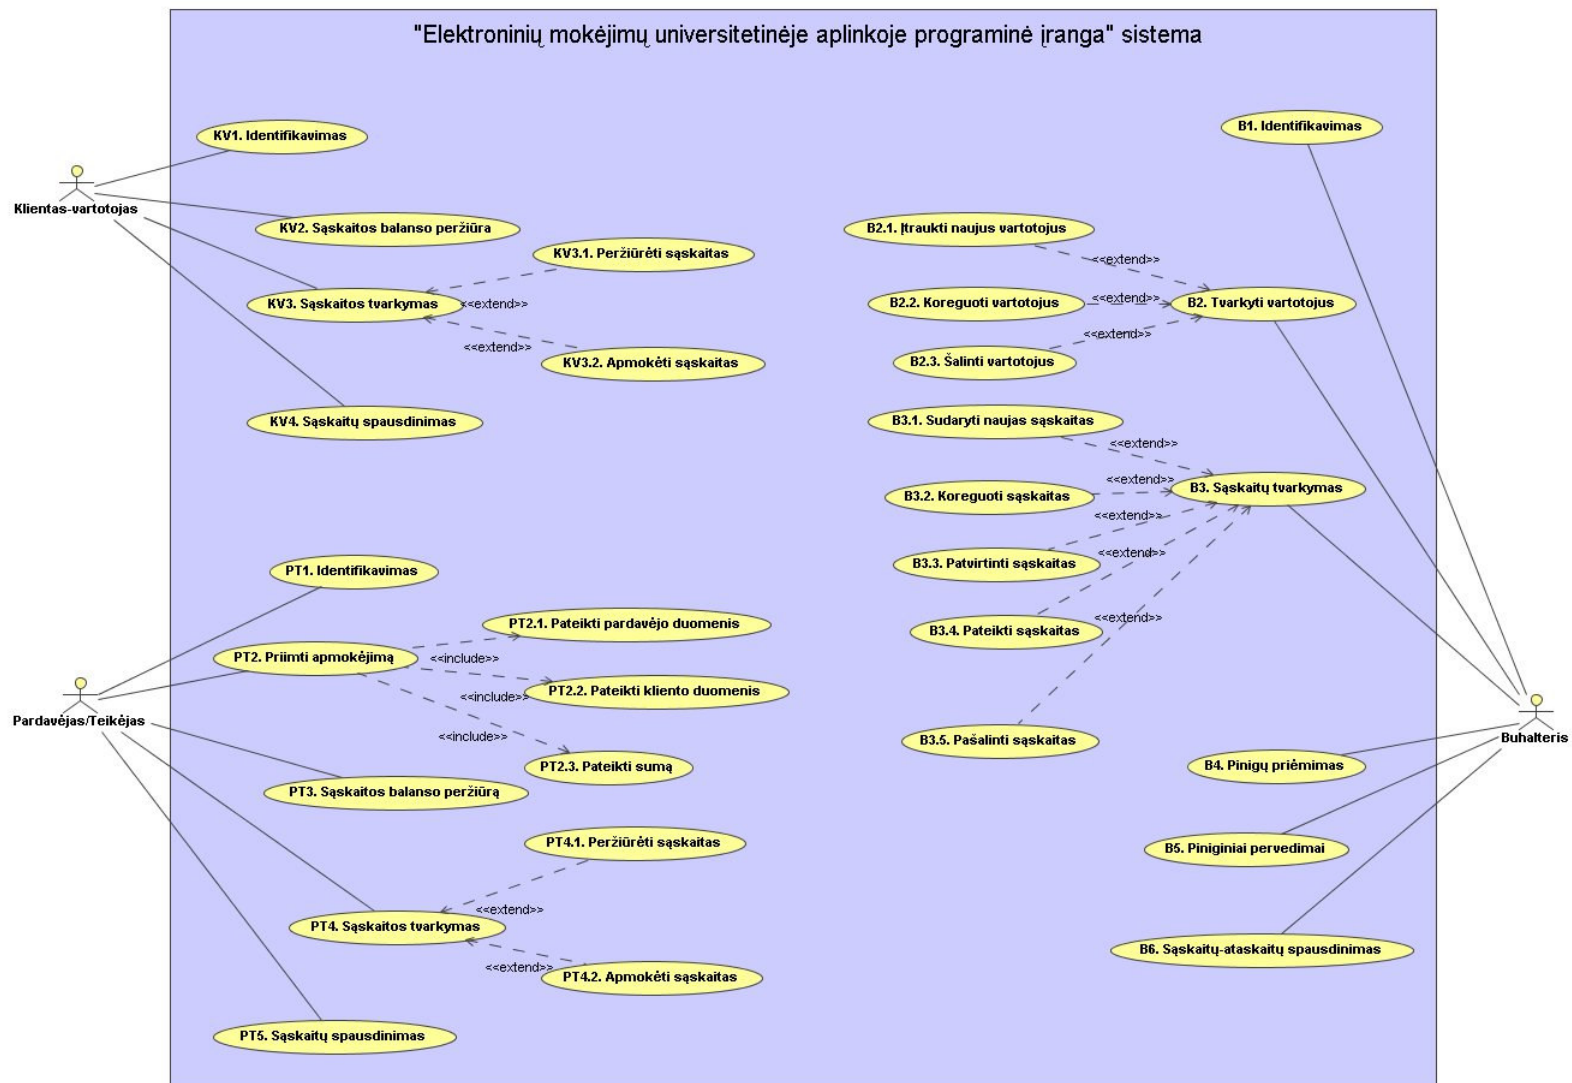 "Elektroninių mokėjimų universitetinėje aplinkoje programinė įranga" sistema
KV1. Identifikavimas
Klientas-vartotojas
KV2. Sąskaitos balanso peržiūra
KV3.1. Peržiūrėti sąskaitas
KV3. Sąskaitos tvarkymas
<<extend>>
<<extend>>
KV3.2. Apmokėti sąskaitas
KV4. Sąskaitų spausdinimas
B1. Identifikavimas
B2.1. Įtraukti naujus vartotojus
<<extend>>
B2.2. Koreguoti vartotojus
<<extend>>
B2. Tvarkyti vartotojus
<<extend>>
B2.3. Šalinti vartotojus
B3.1. Sudaryti naujas sąskaitas
<<extend>>
B3.2. Koreguoti sąskaitas
<<extend>>
B3. Sąskaitų tvarkymas
<<extend>>
B3.3. Patvirtinti sąskaitas
<<extend>>
B3.4. Pateikti sąskaitas
<<extend>>
B3.5. Pašalinti sąskaitas
Buhalteris
B4. Pinigų priėmimas
B5. Piniginiai pervedimai
B6. Sąskaitų-ataskaitų spausdinimas
PT1. Identifikavimas
PT2.1. Pateikti pardavėjo duomenis
PT2. Priimti apmokėjimą
<<include>>
PT2.2. Pateikti kliento duomenis
<<include>>
Pardavėjas/Teikėjas
<<include>>
PT2.3. Pateikti sumą
PT3. Sąskaitos balanso peržiūrą
PT4.1. Peržiūrėti sąskaitas
<<extend>>
PT4. Sąskaitos tvarkymas
<<extend>>
PT4.2. Apmokėti sąskaitas
PT5. Sąskaitų spausdinimas